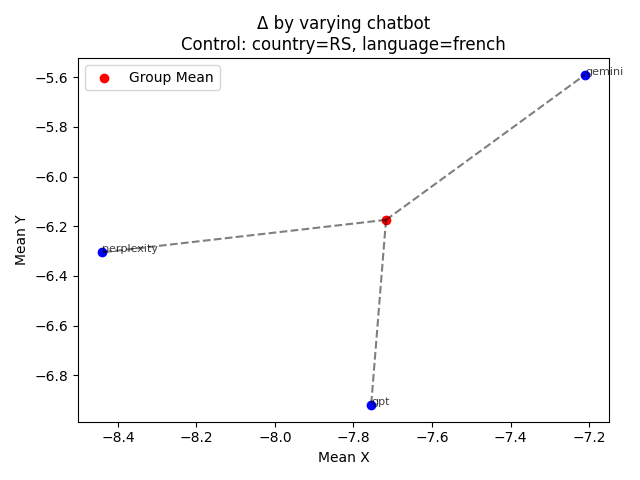 Δ by varying chatbot
Control: country=RS, language=french
Group Mean
gemini
perplexity
gpt
Mean Y
−5.6
−5.8
−6.0
−6.2
−6.4
−6.6
−6.8
−8.4
−8.2
−8.0
−7.8
−7.6
−7.4
−7.2
Mean X